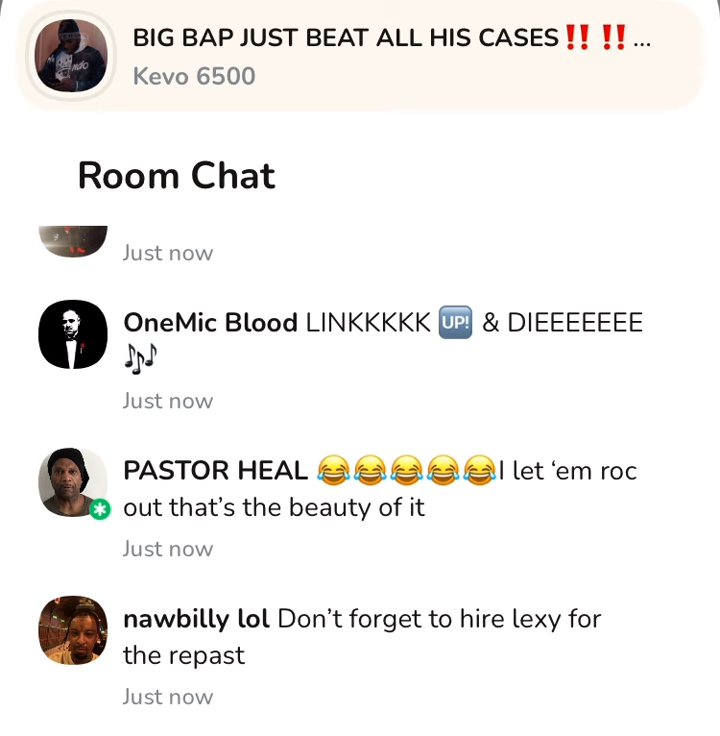 BIG BAP JUST BEAT ALL HIS CASES‼️ ‼️...
Kevo 6500
Room Chat
Just now
OneMic Blood LINKKKKK 🆙 & DIEEEEEEE
🎶
Just now
PASTOR HEAL 😂😂😂😂😂I let ‘em roc
out that’s the beauty of it
Just now
nawbilly lol Don’t forget to hire lexy for
the repast
Just now